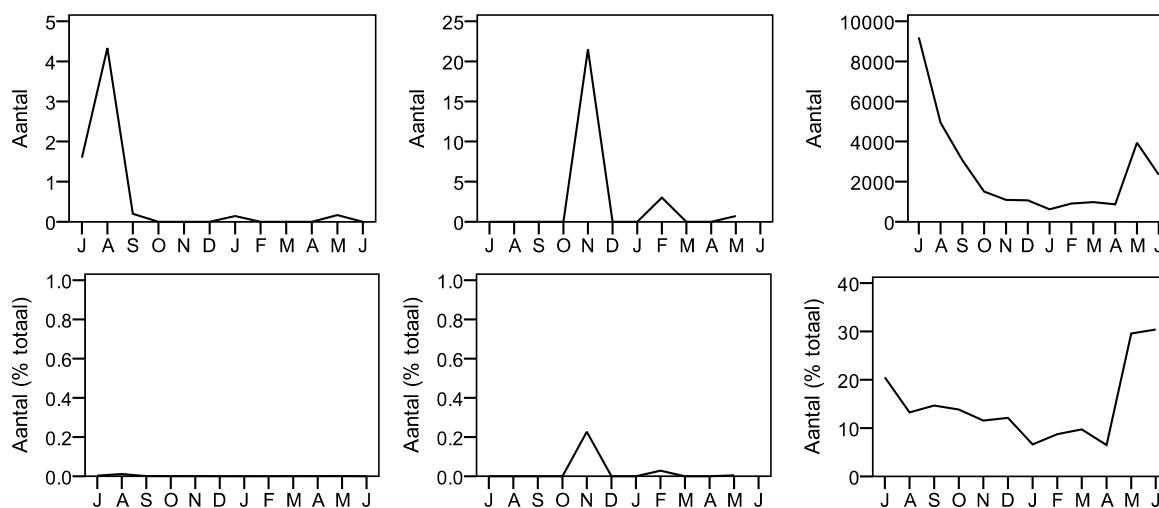 5
4
3
2
1
0
Aantal
J A S O N D J F M A M J
25
20
15
10
5
0
Aantal
J A S O N D J F M A M J
10000
8000
6000
4000
2000
0
Aantal
J A S O N D J F M A M J
1.0
0.8
0.6
0.4
0.2
0.0
Aantal (% totaal)
J A S O N D J F M A M J
1.0
0.8
0.6
0.4
0.2
0.0
Aantal (% totaal)
J A S O N D J F M A M J
40
30
20
10
0
Aantal (% totaal)
J A S O N D J F M A M J